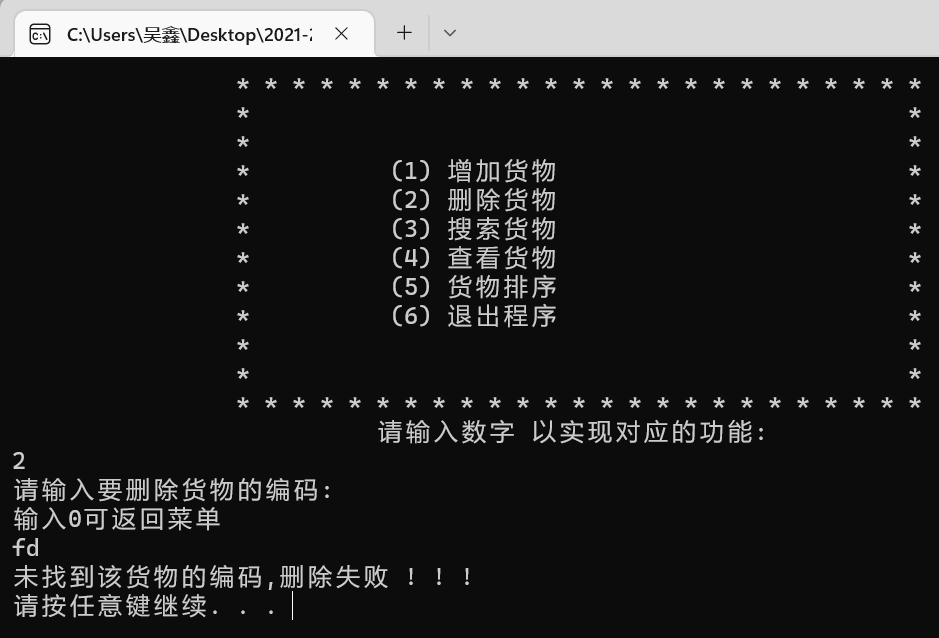 C:\Users\吴鑫\Desktop\2021-2
* * * * * * * * * * * * * * * * * * * * * * * * *
* *
* *
* (1) 增加货物 *
* (2) 删除货物 *
* (3) 搜索货物 *
* (4) 查看货物 *
* (5) 货物排序 *
* (6) 退出程序 *
* *
* *
* * * * * * * * * * * * * * * * * * * * * * * * *
请输入数字 以实现对应的功能:
2
请输入要删除货物的编码:
输入0可返回菜单
fd
未找到该货物的编码,删除失败 ! ! !
请按任意键继续. . .